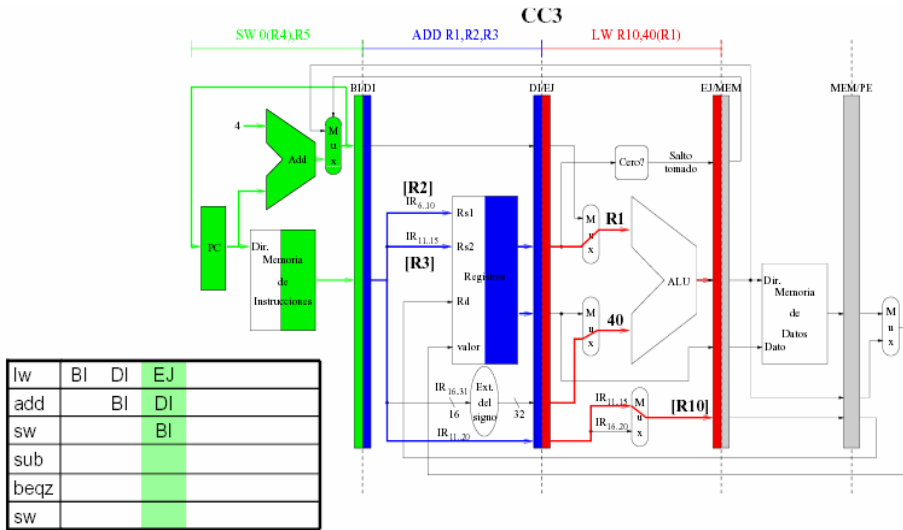 CC3
SW 0(R4),R5
ADD R1,R2,R3
LW R10,40(R1)
BI/DI
DI/EJ
EJ/MEM
MEM/PE
4
Add
M
u
x
Cero?
Salto
tomado
[R2]
IR6..10
Rs1
IR11..15
Rs2
[R3]
Registros
Rd
valor
PC
Dir.
Memoria
de
Instrucciones
M
u
x
R1
ALU
M
u
x
40
Dir.
Memoria
de
Datos
Dato
M
u
x
IR16..31
16
Ext.
del
signo
32
IR11..20
IR11..15
IR16..20
M
u
x
[R10]
lw BI DI EJ
add BI DI
sw BI
sub
beqz
sw